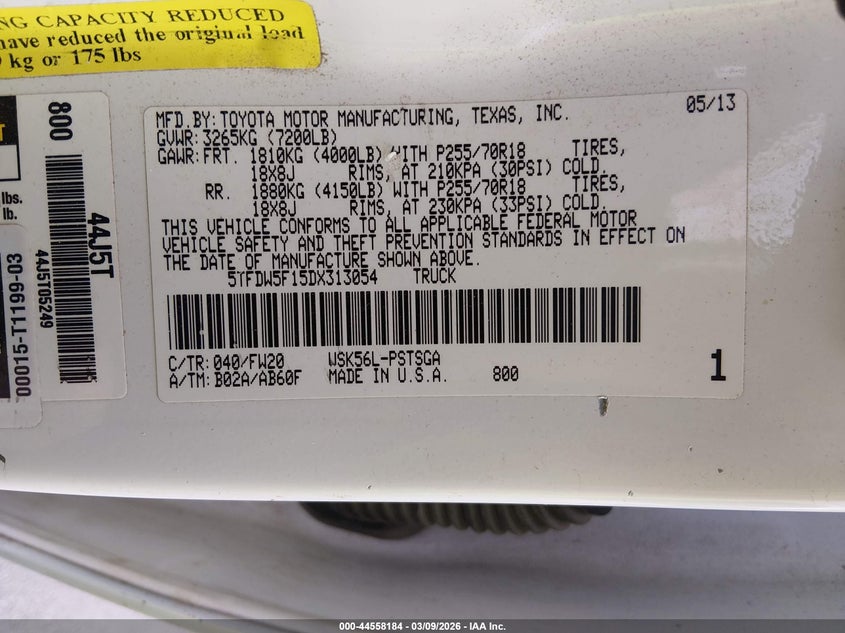 NG CAPACITY REDUCED
have reduced the original load
kg or 175 lbs
lbs.
lb.
00015-T1199-03
800
44J5T
44J5T05249
05/13
MFD.BY:TOYOTA MOTOR MANUFACTURING, TEXAS, INC.
GVWR:3265KG (7200LB)
GAWR:FRT. 1810KG (4000LB) WITH P255/70R18 TIRES,
18X8J RIMS, AT 210KPA (30PSI) COLD.
RR. 1880KG (4150LB) WITH P255/70R18 TIRES,
18X8J RIMS, AT 230KPA (33PSI) COLD.
THIS VEHICLE CONFORMS TO ALL APPLICABLE FEDERAL MOTOR
VEHICLE SAFETY AND THEFT PREVENTION STANDARDS IN EFFECT ON
THE DATE OF MANUFACTURE SHOWN ABOVE.
5TFDW5F15DX313054 TRUCK
C/TR:040/FW20 WSK56L-PSTSGA
A/TM:B02A/AB60F MADE IN U.S.A. 800
1
000-44558184 - 03/09/2026 - IAA Inc.